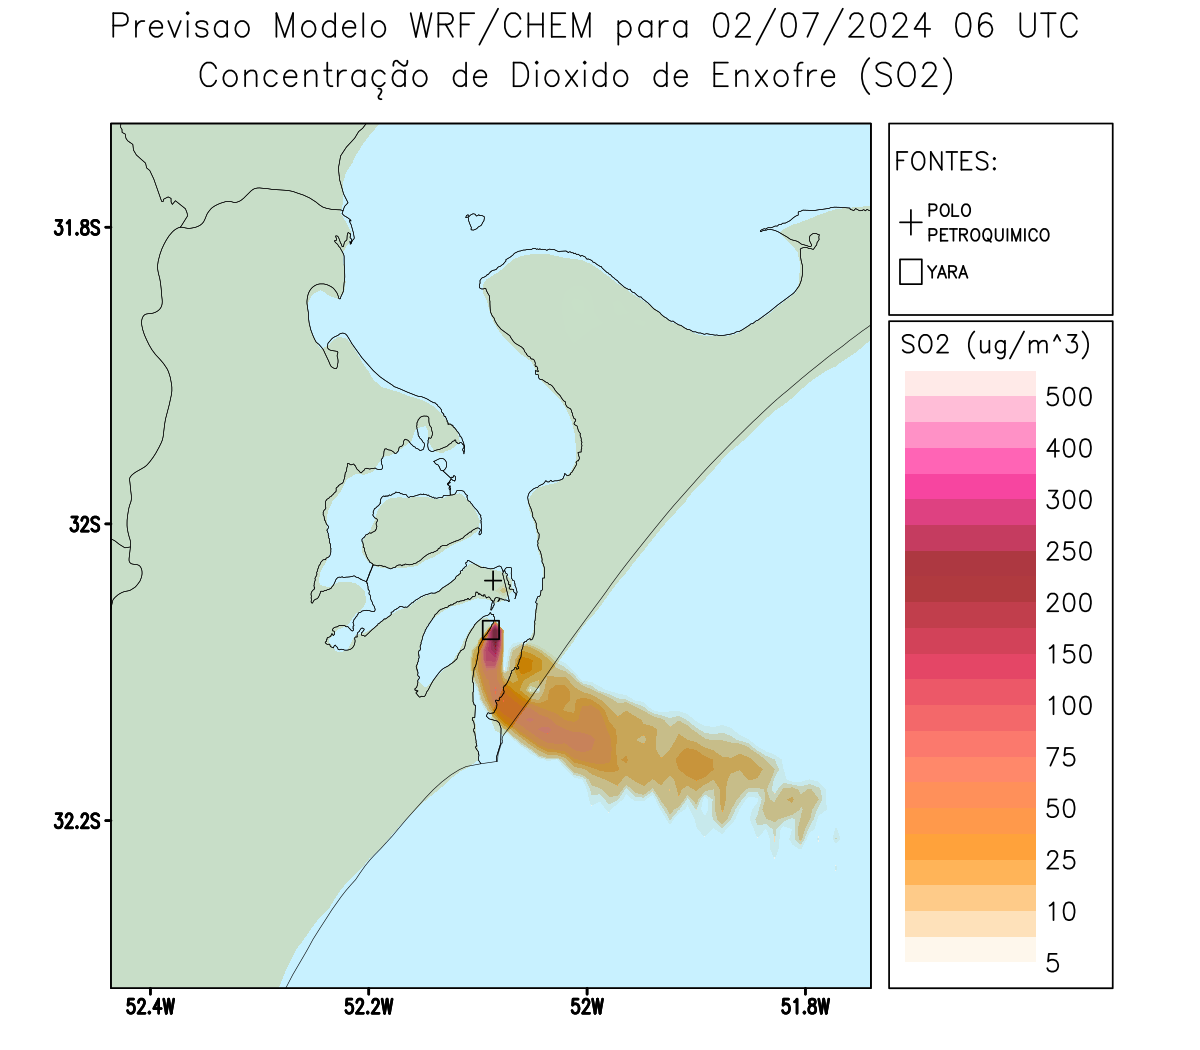 Previsao Modelo WRF/CHEM para 02/07/2024 06 UTC
Concentração de Dioxido de Enxofre (SO2)
FONTES:
POLO
PETROQUIMICO
YARA
SO2 (ug/m^3)
500
400
300
250
200
150
100
75
50
25
10
5
31.8S
32S
32.2S
52.4W
52.2W
52W
51.8W